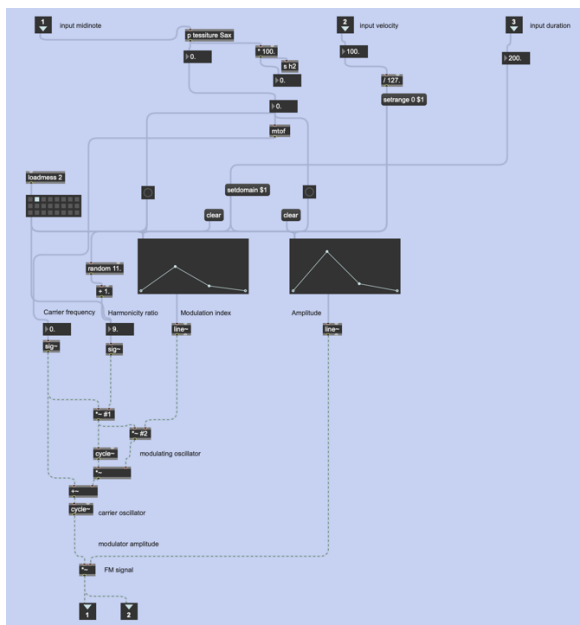 1
input midinote
2
input velocity
3
input duration
p tessiture Sax
0.
* 100.
100.
200.
s h2
0.
/ 127.
setrange 0 $1
0.
mtof
loadmess 2
setdomain $1
clear
clear
random 11.
+ 1.
Carrier frequency
Harmonicity ratio
Modulation index
Amplitude
0.
9.
line~
line~
sig~
sig~
*~ #1
*~ #2
cycle~
modulating oscillator
*~
+~
cycle~
carrier oscillator
modulator amplitude
*~
FM signal
1
2